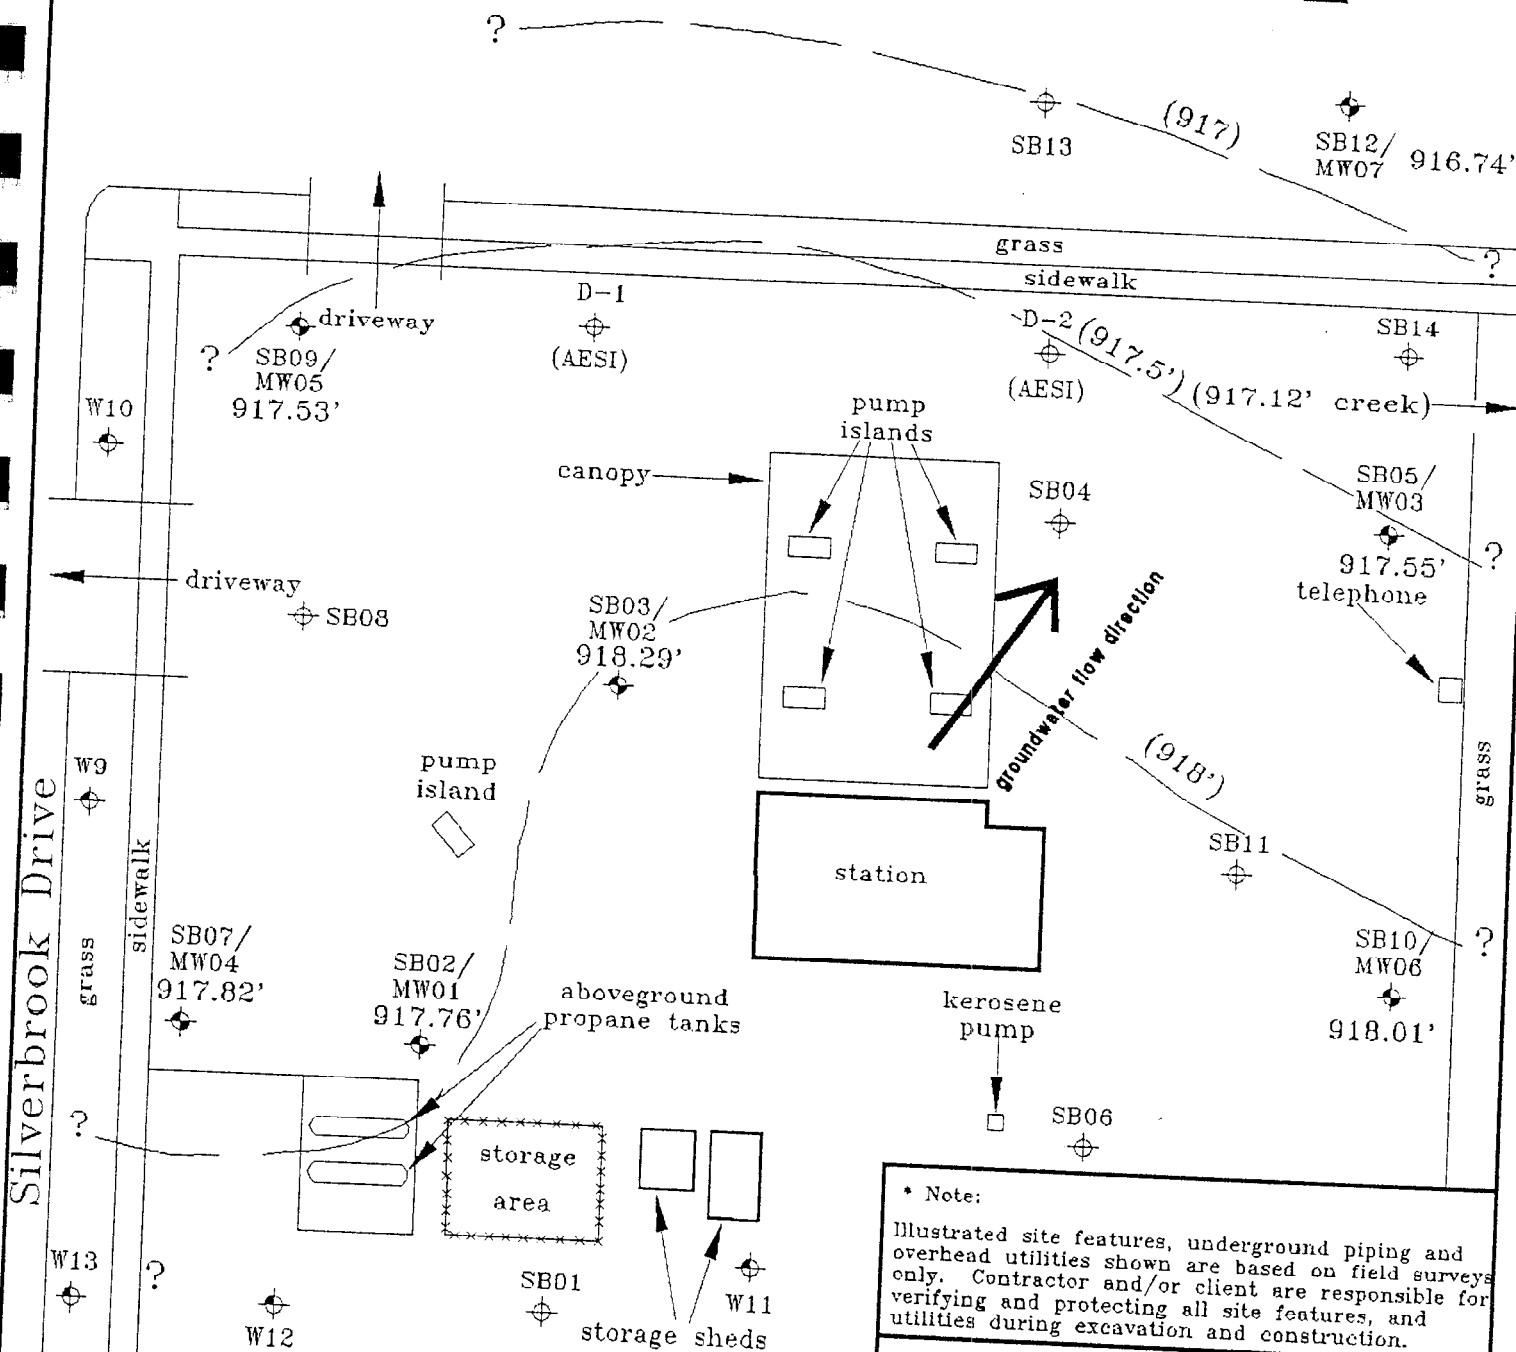 ?
(917)
SB13
SB12/
MW07
916.74'
grass
?
sidewalk
D-1
driveway
D-2
(917.5')
SB14
?
SB09/
MW05
917.53'
(AESI)
(AESI)
(917.12' creek)
W10
pump
islands
canopy
SB04
SB05/
MW03
917.55'
?
telephone
driveway
SB08
SB03/
MW02
918.29'
groundwater flow direction
(918')
grass
W9
pump
island
Silverbrook Drive
sidewalk
grass
station
SB11
SB07/
MW04
917.82'
SB02/
MW01
917.76'
aboveground
propane tanks
kerosene
pump
SB10/
MW06
918.01'
?
?
SB06
storage
area
* Note:
Illustrated site features, underground piping and
overhead utilities shown are based on field surveys
only. Contractor and/or client are responsible for
verifying and protecting all site features, and
utilities during excavation and construction.
W13
?
W12
SB01
W11
storage sheds